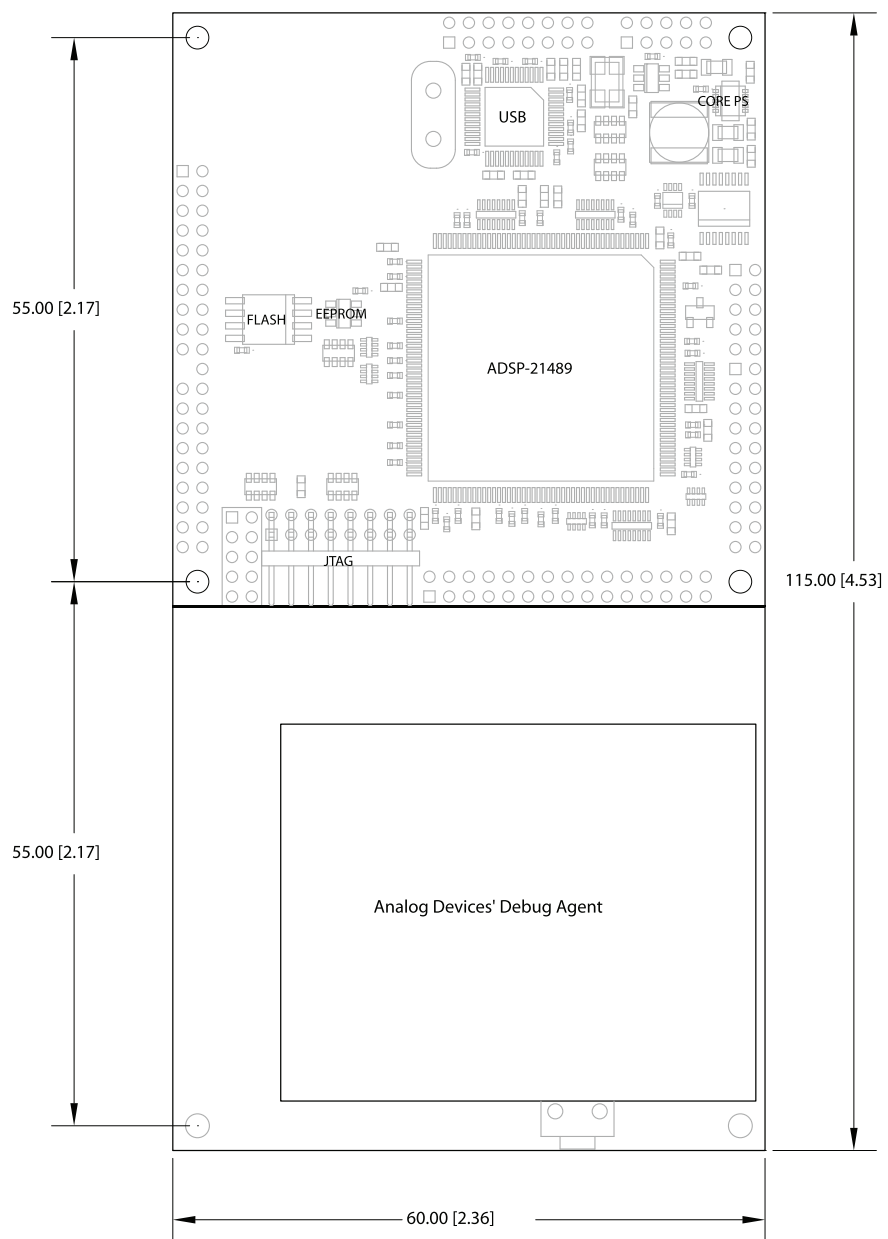 CORE PS
USB
55.00 [2.17]
FLASH
EEPROM
ADSP-21489
JTAG
115.00 [4.53]
55.00 [2.17]
Analog Devices' Debug Agent
60.00 [2.36]